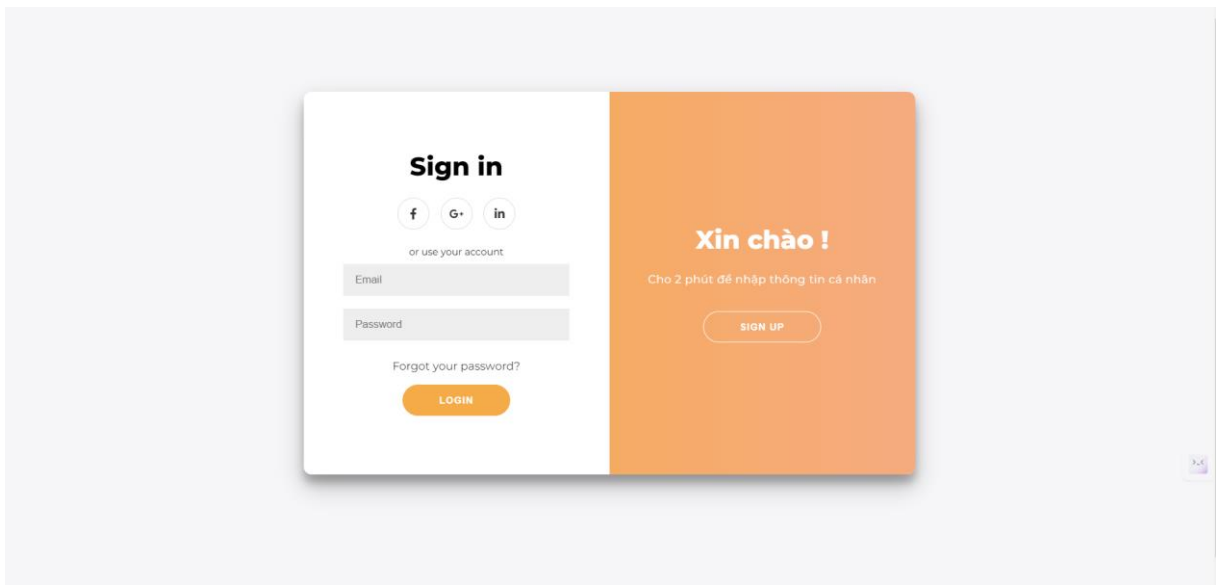 Sign in
f G+ in
or use your account
Email
Password
Forgot your password?
LOGIN
Xin chào !
Cho 2 phút để nhập thông tin cá nhân
SIGN UP